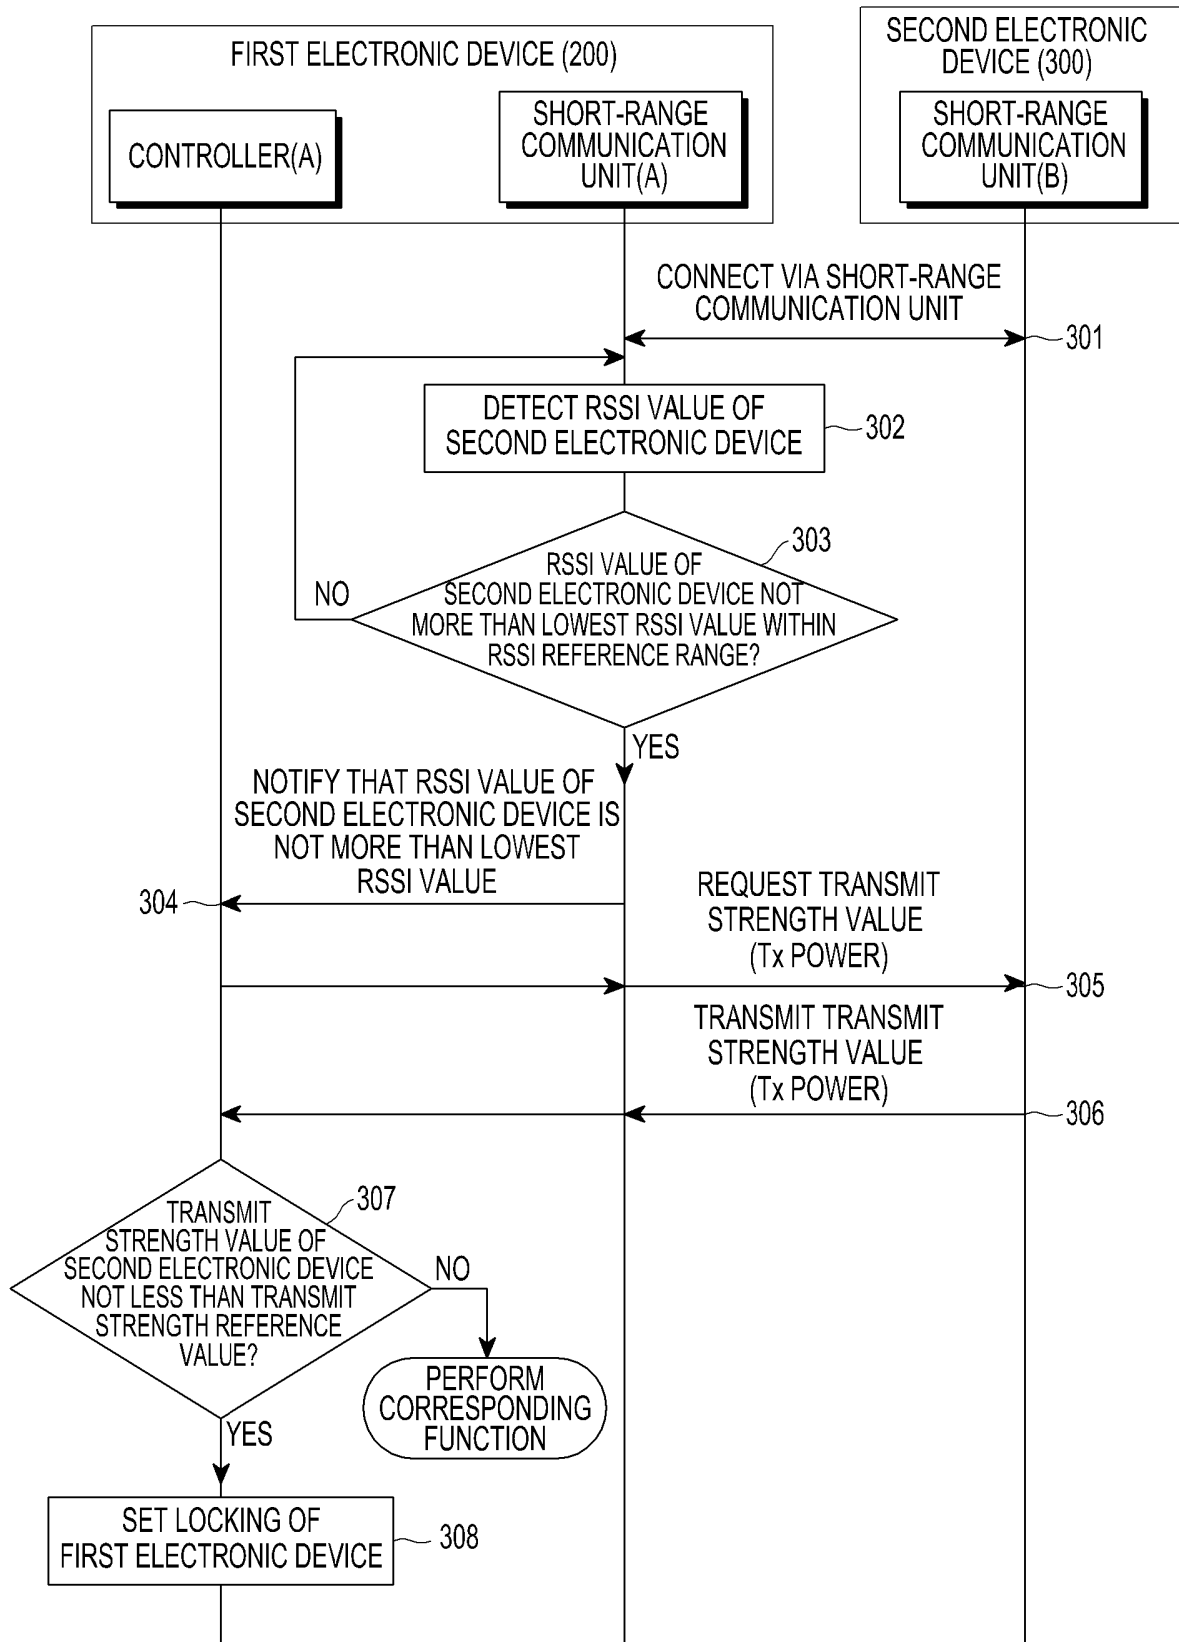 FIRST ELECTRONIC DEVICE (200)
SECOND ELECTRONIC
DEVICE (300)
CONTROLLER(A)
SHORT-RANGE
COMMUNICATION
UNIT(A)
SHORT-RANGE
COMMUNICATION
UNIT(B)
CONNECT VIA SHORT-RANGE
COMMUNICATION UNIT
301
DETECT RSSI VALUE OF
SECOND ELECTRONIC DEVICE
302
303
RSSI VALUE OF
SECOND ELECTRONIC DEVICE NOT
MORE THAN LOWEST RSSI VALUE WITHIN
RSSI REFERENCE RANGE?
NO
YES
NOTIFY THAT RSSI VALUE OF
SECOND ELECTRONIC DEVICE IS
NOT MORE THAN LOWEST
RSSI VALUE
304
REQUEST TRANSMIT
STRENGTH VALUE
(Tx POWER)
305
TRANSMIT TRANSMIT
STRENGTH VALUE
(Tx POWER)
306
307
TRANSMIT
STRENGTH VALUE OF
SECOND ELECTRONIC DEVICE
NOT LESS THAN TRANSMIT
STRENGTH REFERENCE
VALUE?
NO
PERFORM
CORRESPONDING
FUNCTION
YES
SET LOCKING OF
FIRST ELECTRONIC DEVICE
308